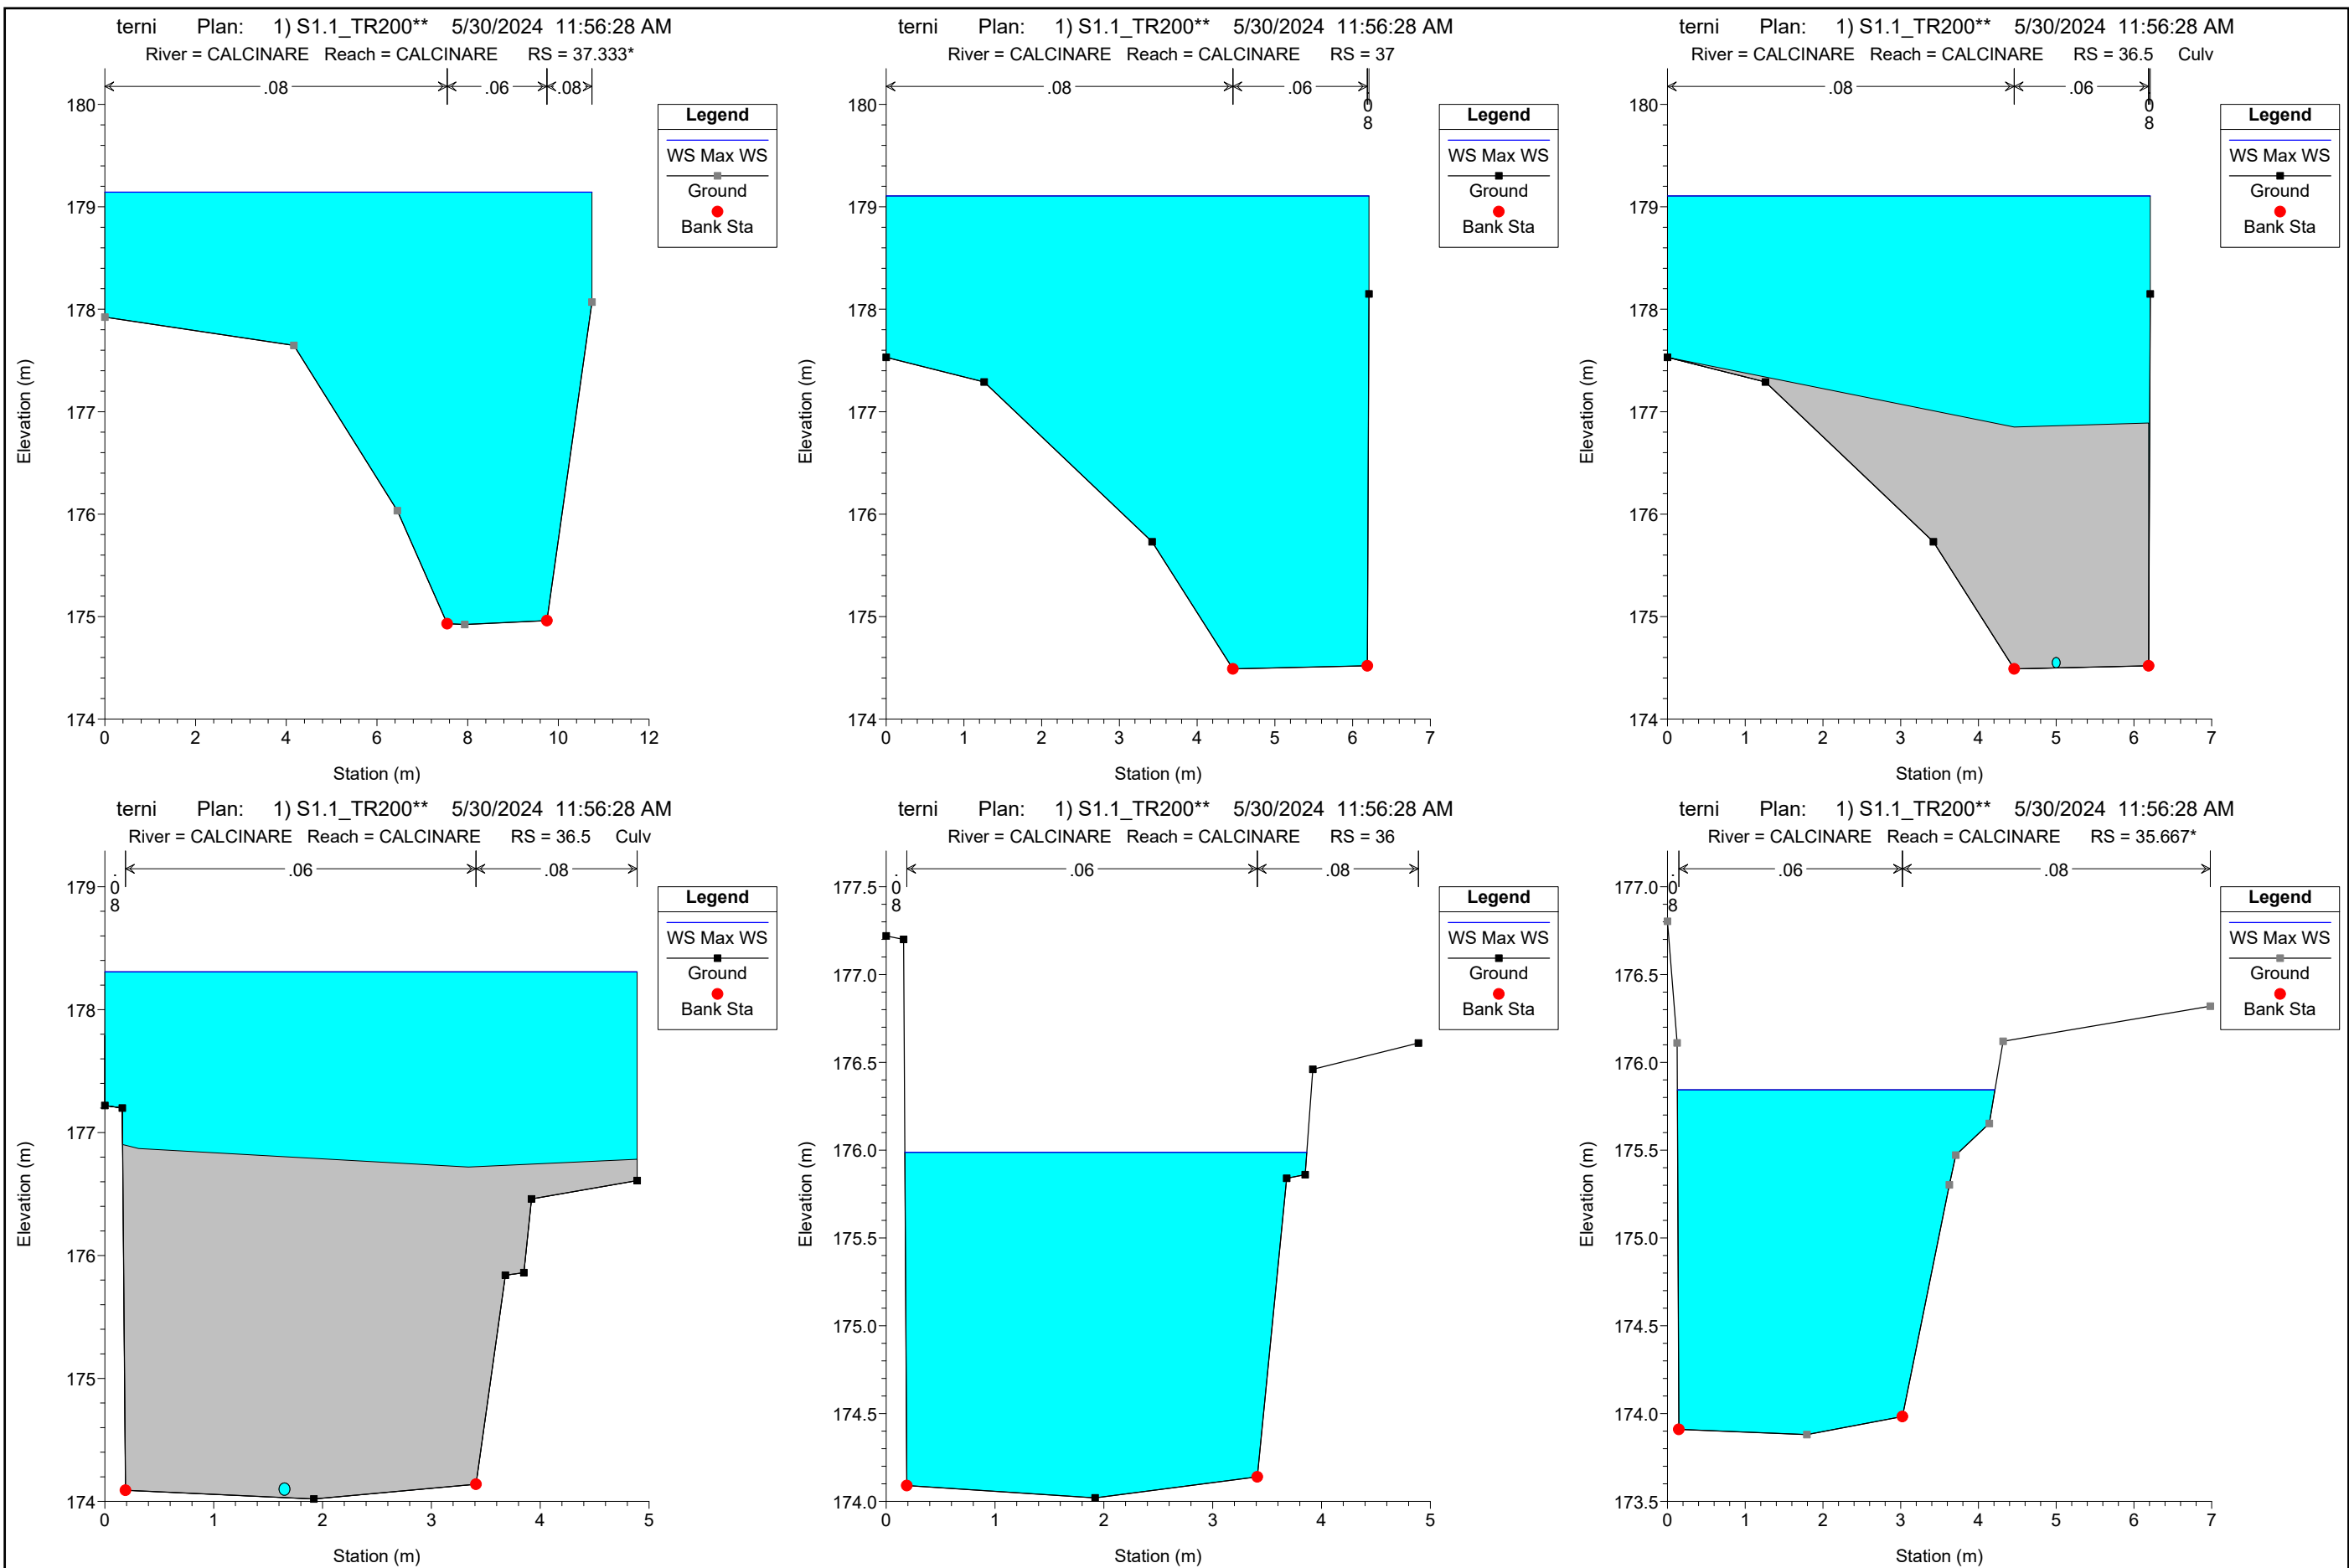 terni Plan: 1) S1.1_TR200** 5/30/2024 11:56:28 AM
River = CALCINARE Reach = CALCINARE RS = 37.333*
.08 .06 .08
Legend
WS Max WS
Ground
Bank Sta
180
179
178
177
176
175
174
0 2 4 6 8 10 12
Station (m)
Elevation (m)
terni Plan: 1) S1.1_TR200** 5/30/2024 11:56:28 AM
River = CALCINARE Reach = CALCINARE RS = 37
.08 .06 .08
Legend
WS Max WS
Ground
Bank Sta
180
179
178
177
176
175
174
0 1 2 3 4 5 6 7
Station (m)
Elevation (m)
terni Plan: 1) S1.1_TR200** 5/30/2024 11:56:28 AM
River = CALCINARE Reach = CALCINARE RS = 36.5 Culv
.08 .06 .08
Legend
WS Max WS
Ground
Bank Sta
180
179
178
177
176
175
174
0 1 2 3 4 5 6 7
Station (m)
Elevation (m)
terni Plan: 1) S1.1_TR200** 5/30/2024 11:56:28 AM
River = CALCINARE Reach = CALCINARE RS = 36.5 Culv
.08 .06 .08
Legend
WS Max WS
Ground
Bank Sta
179
178
177
176
175
174
0 1 2 3 4 5
Station (m)
Elevation (m)
terni Plan: 1) S1.1_TR200** 5/30/2024 11:56:28 AM
River = CALCINARE Reach = CALCINARE RS = 36
.08 .06 .08
Legend
WS Max WS
Ground
Bank Sta
177.5
177.0
176.5
176.0
175.5
175.0
174.5
174.0
0 1 2 3 4 5
Station (m)
Elevation (m)
terni Plan: 1) S1.1_TR200** 5/30/2024 11:56:28 AM
River = CALCINARE Reach = CALCINARE RS = 35.667*
.08 .06 .08
Legend
WS Max WS
Ground
Bank Sta
177.0
176.5
176.0
175.5
175.0
174.5
174.0
173.5
0 1 2 3 4 5 6 7
Station (m)
Elevation (m)